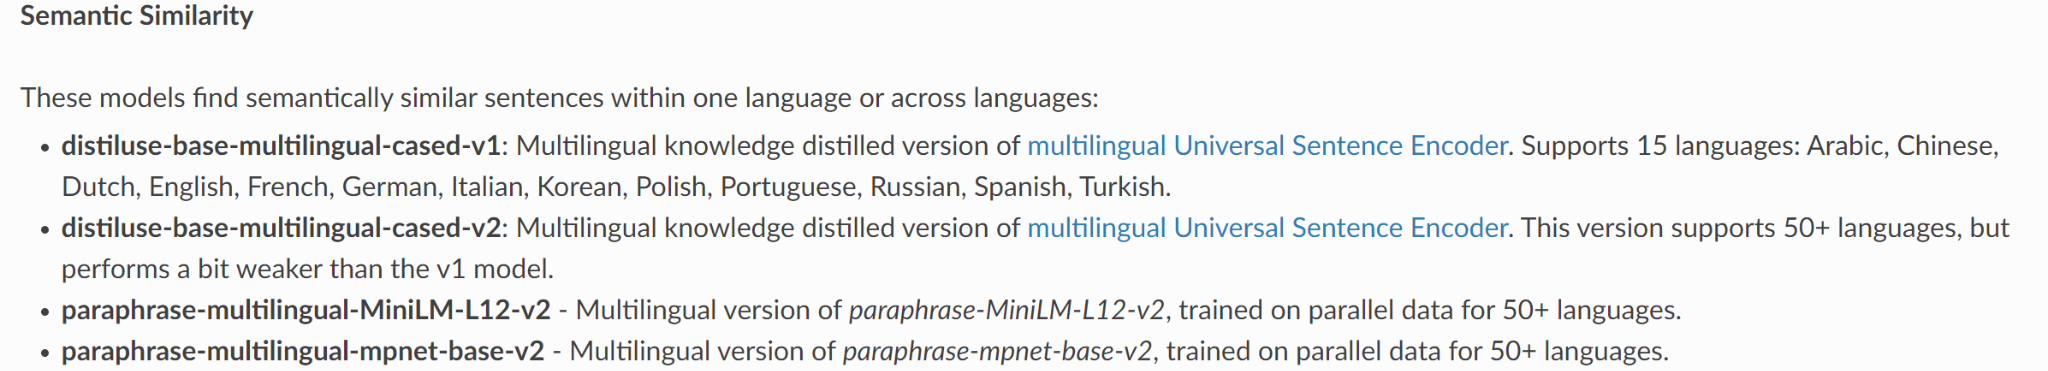 Semantic Similarity
These models find semantically similar sentences within one language or across languages:
• distiluse-base-multilingual-cased-v1: Multilingual knowledge distilled version of multilingual Universal Sentence Encoder. Supports 15 languages: Arabic, Chinese,
Dutch, English, French, German, Italian, Korean, Polish, Portuguese, Russian, Spanish, Turkish.
• distiluse-base-multilingual-cased-v2: Multilingual knowledge distilled version of multilingual Universal Sentence Encoder. This version supports 50+ languages, but
performs a bit weaker than the v1 model.
• paraphrase-multilingual-MiniLM-L12-v2 - Multilingual version of paraphrase-MiniLM-L12-v2, trained on parallel data for 50+ languages.
• paraphrase-multilingual-mpnet-base-v2 - Multilingual version of paraphrase-mpnet-base-v2, trained on parallel data for 50+ languages.